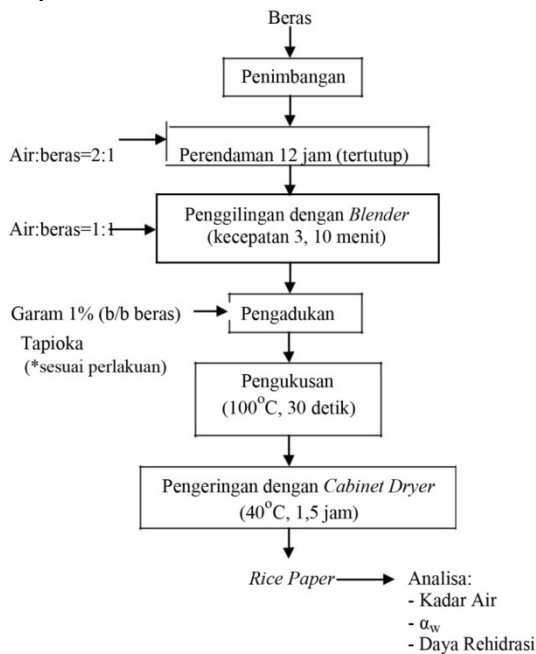 Beras
Penimbangan
Air:beras=2:1
Perendaman 12 jam (tertutup)
Air:beras=1:1
Penggilingan dengan Blender
(kecepatan 3, 10 menit)
Garam 1% (b/b beras)
Pengadukan
Tapioka
(*sesuai perlakuan)
Pengukusan
(100°C, 30 detik)
Pengeringan dengan Cabinet Dryer
(40°C, 1,5 jam)
Rice Paper
Analisa:
- Kadar Air
- αw
- Daya Rehidrasi